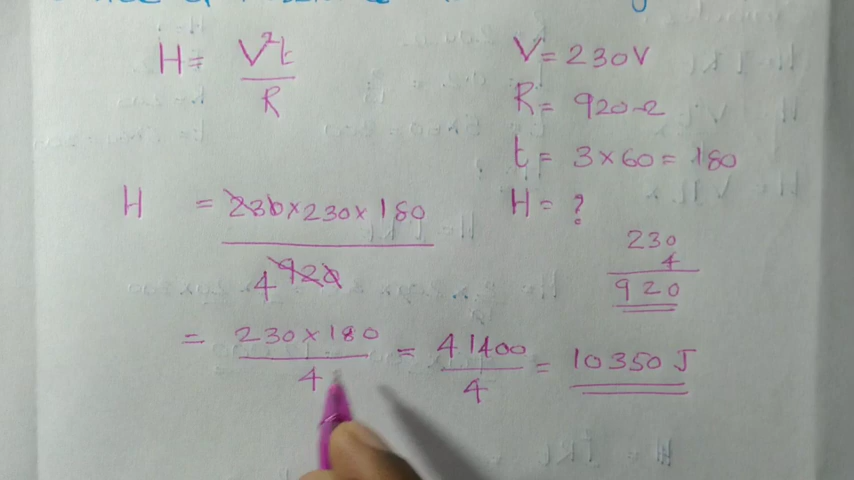 H = V²t / R
V = 230V
R = 920 Ω
t = 3 × 60 = 180
H = ?
H = 230 × 230 × 180 / 4 920
230
4
920
= 230 × 180 / 4 = 41400 / 4 = 10350 J